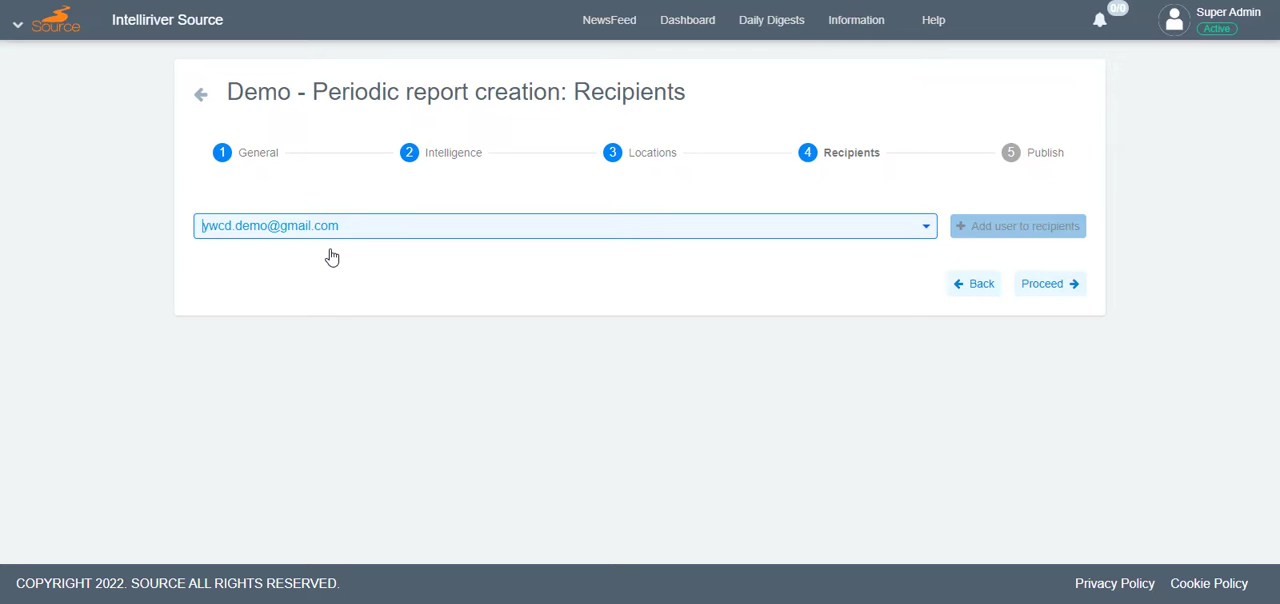 Source
Intelliriver Source
NewsFeed
Dashboard
Daily Digests
Information
Help
0/0
Super Admin
Active
Demo - Periodic report creation: Recipients
1 General
2 Intelligence
3 Locations
4 Recipients
5 Publish
ywcd.demo@gmail.com
Add user to recipients
Back
Proceed
COPYRIGHT 2022. SOURCE ALL RIGHTS RESERVED.
Privacy Policy
Cookie Policy